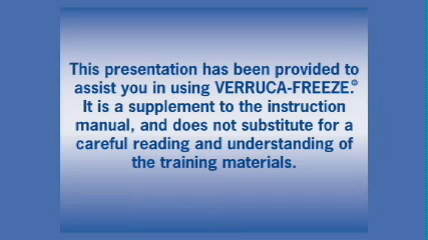 This presentation has been provided to
assist you in using VERRUCA-FREEZE.®
It is a supplement to the instruction
manual, and does not substitute for a
careful reading and understanding of
the training materials.